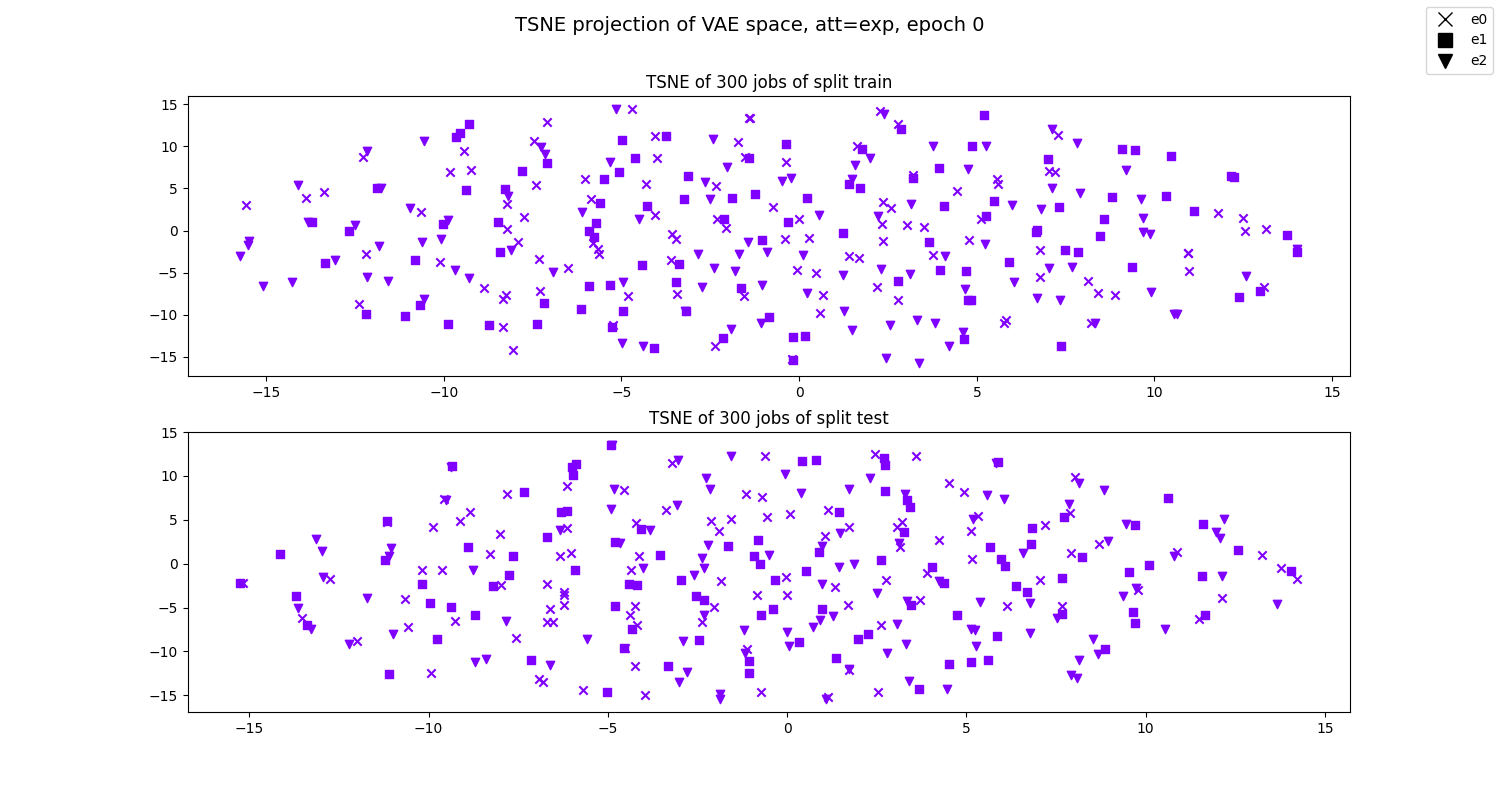 TSNE projection of VAE space, att=exp, epoch 0
e0
e1
e2
TSNE of 300 jobs of split train
15
10
5
0
−5
−10
−15
−15 −10 −5 0 5 10 15
TSNE of 300 jobs of split test
15
10
5
0
−5
−10
−15
−15 −10 −5 0 5 10 15